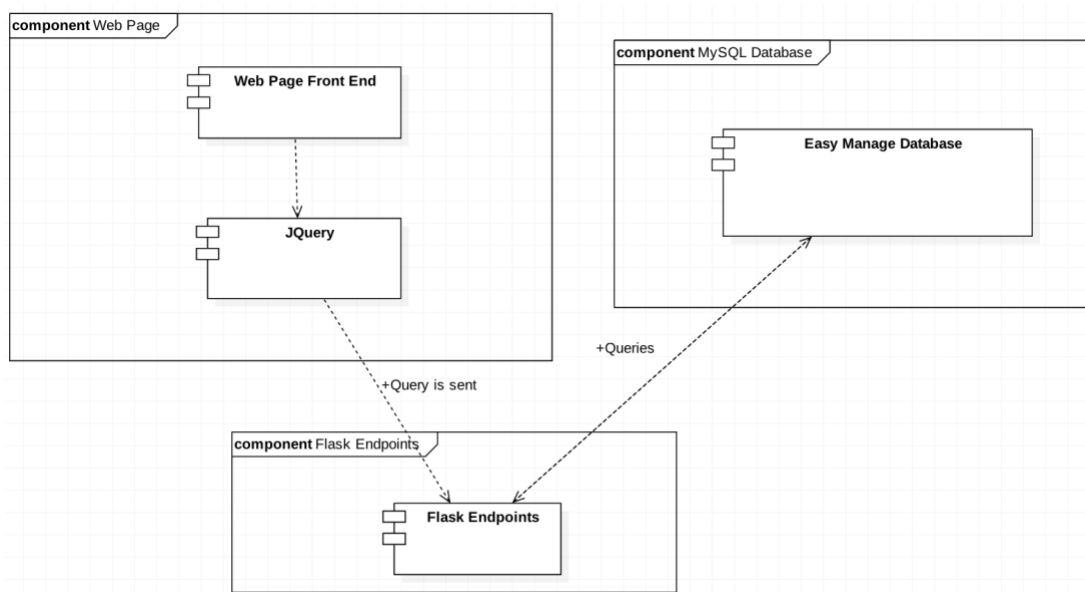 component Web Page
Web Page Front End
JQuery
component MySQL Database
Easy Manage Database
+Queries
+Query is sent
component Flask Endpoints
Flask Endpoints